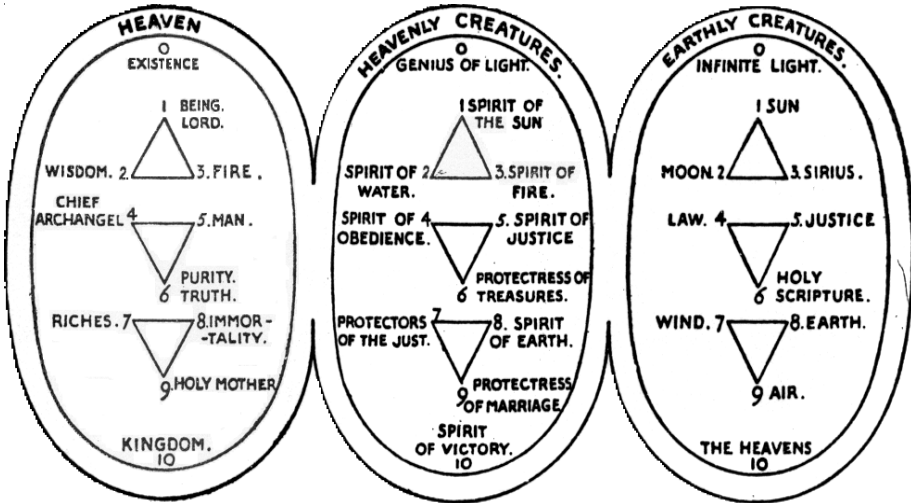 HEAVEN
0
EXISTENCE
1 BEING.
LORD.
WISDOM. 2.
3. FIRE.
CHIEF
ARCHANGEL 4
5. MAN.
PURITY.
6 TRUTH.
RICHES. 7
8. IMMOR-
-TALITY.
9. HOLY MOTHER
KINGDOM.
10
HEAVENLY CREATURES.
0
GENIUS OF LIGHT.
1 SPIRIT OF
THE SUN
SPIRIT OF 2
WATER.
3. SPIRIT OF
FIRE.
SPIRIT OF 4
OBEDIENCE.
5. SPIRIT OF
JUSTICE
PROTECTRESS OF
6 TREASURES.
PROTECTORS 7
OF THE JUST.
8. SPIRIT
OF EARTH.
PROTECTRESS
9 OF MARRIAGE
SPIRIT
OF VICTORY.
10
EARTHLY CREATURES.
0
INFINITE LIGHT.
1 SUN
MOON. 2
3. SIRIUS.
LAW. 4
5. JUSTICE
HOLY
6 SCRIPTURE.
WIND. 7
8. EARTH.
9 AIR.
THE HEAVENS
10